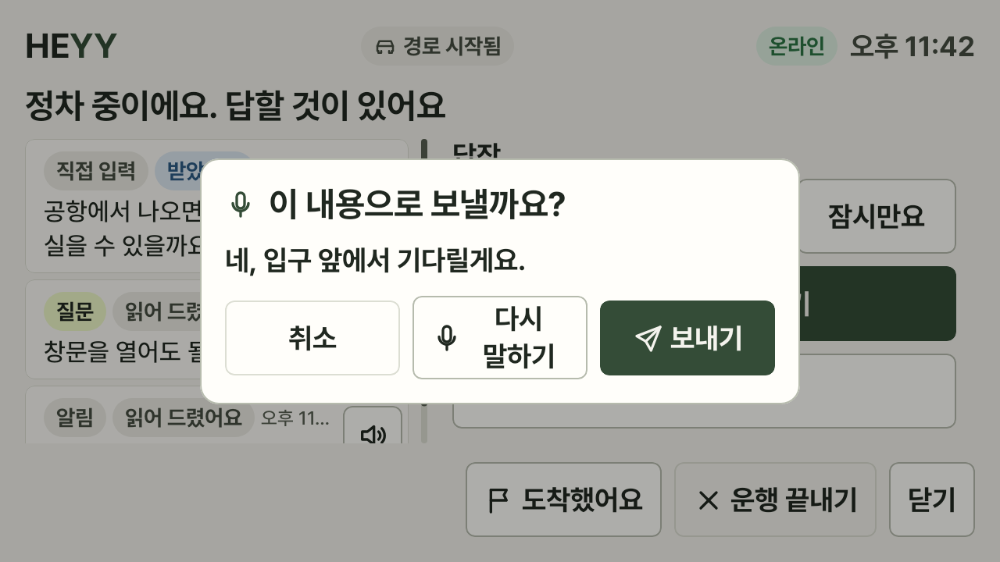 HEYY
경로 시작됨
온라인 오후 11:42
정차 중이에요. 답할 것이 있어요
직접 입력
공항에서 나오면
실을 수 있을까요
질문 읽어 드렸
창문을 열어도
알림 읽어 드렸어요 오후 11...
답장
잠시만요
이 내용으로 보낼까요?
네, 입구 앞에서 기다릴게요.
취소
다시
말하기
보내기
도착했어요
운행 끝내기
닫기